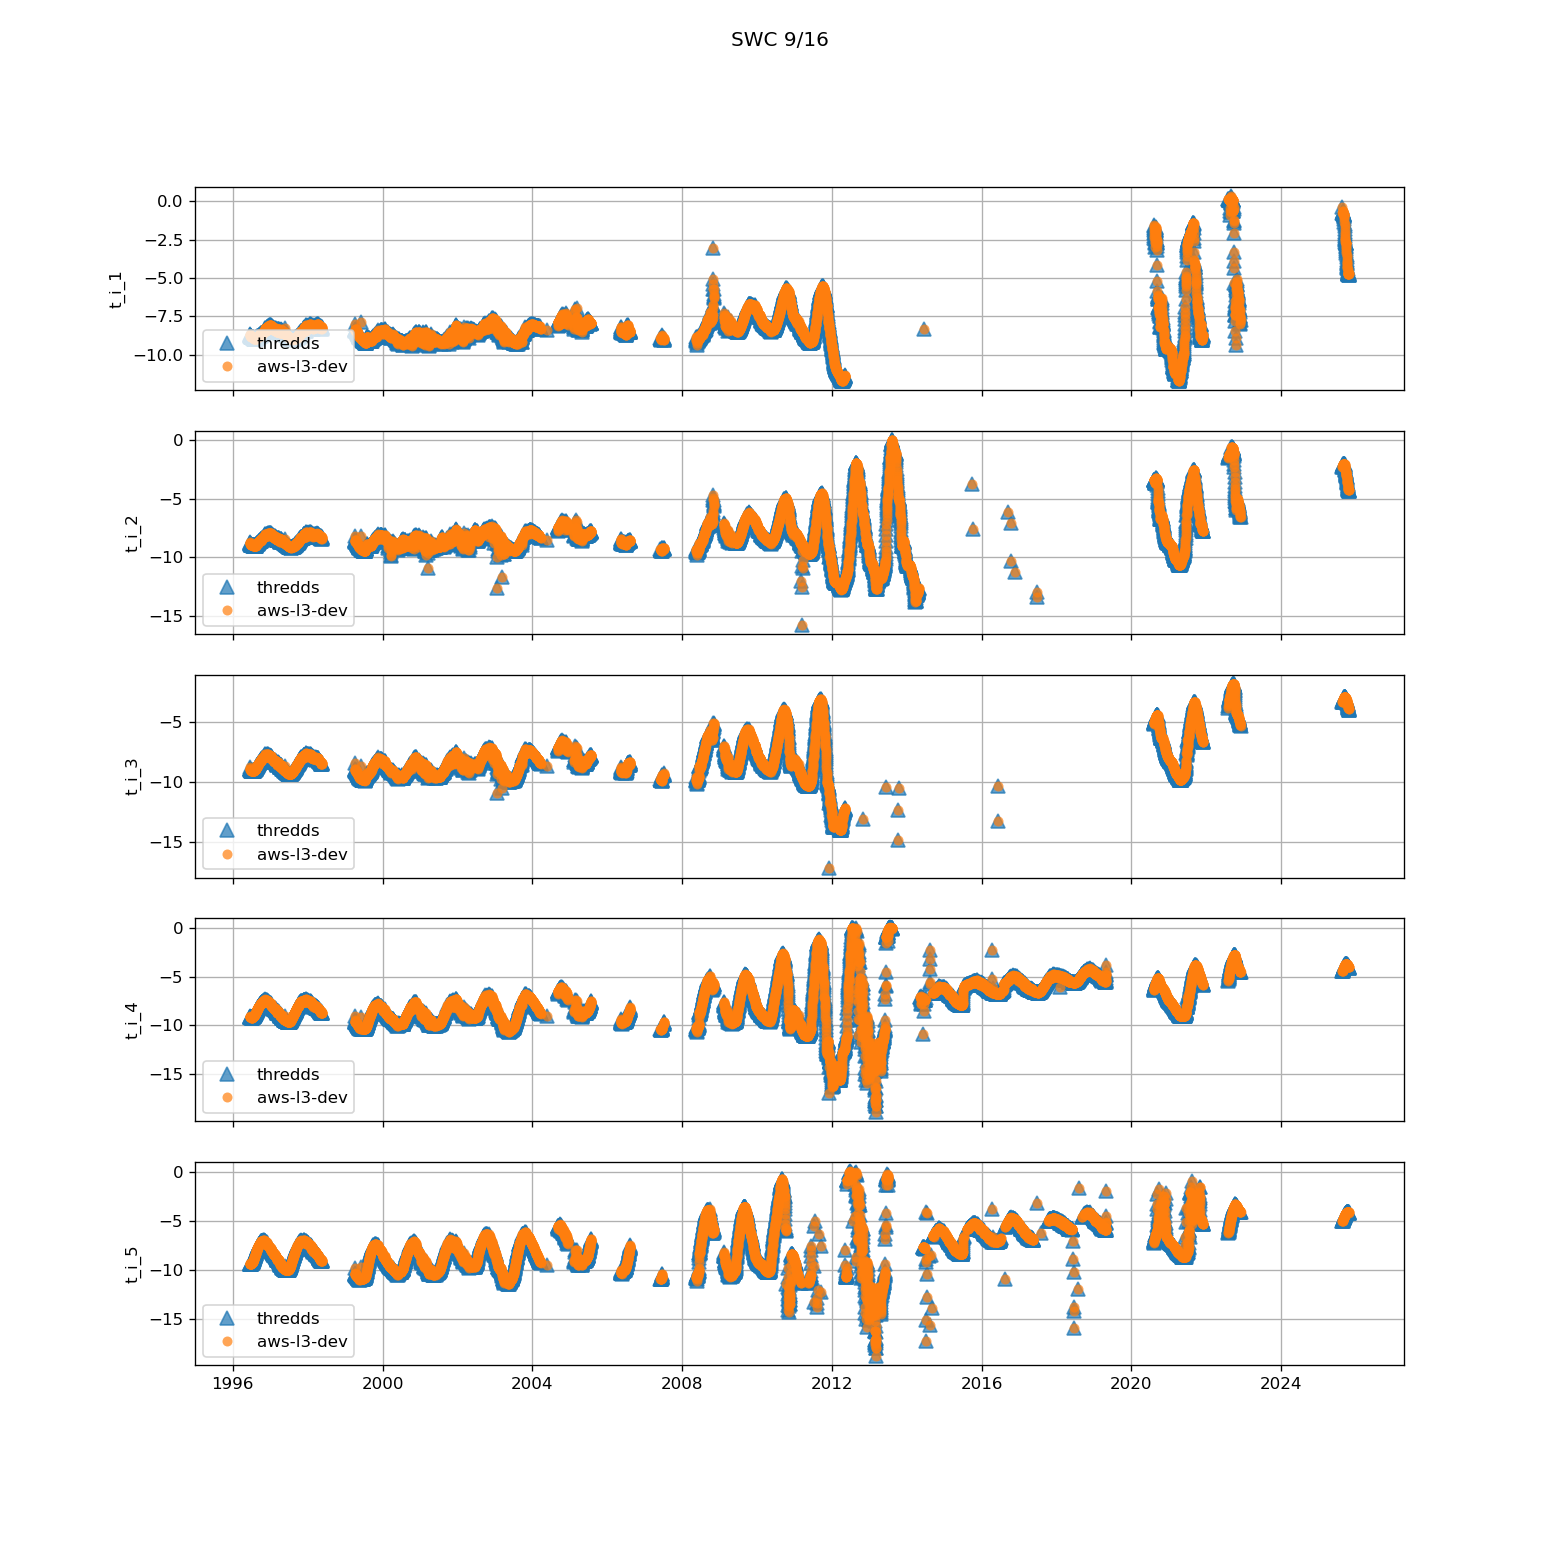 SWC 9/16
t_i_1
0.0
−2.5
−5.0
−7.5
−10.0
thredds
aws-l3-dev
t_i_2
0
−5
−10
−15
thredds
aws-l3-dev
t_i_3
−5
−10
−15
thredds
aws-l3-dev
t_i_4
0
−5
−10
−15
thredds
aws-l3-dev
t_i_5
0
−5
−10
−15
thredds
aws-l3-dev
1996 2000 2004 2008 2012 2016 2020 2024